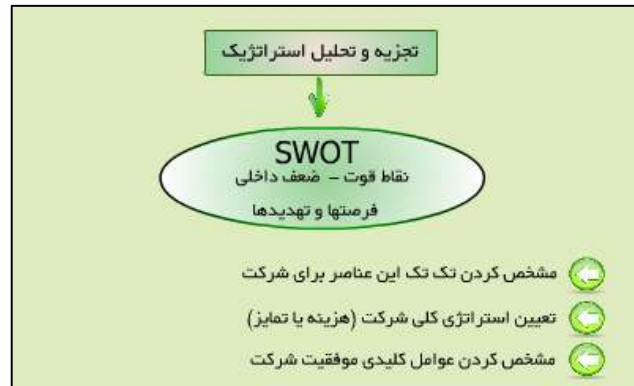 تجزیه و تحلیل استراتژیک
SWOT
نقاط قوت – ضعف داخلی
فرصتها و تهدیدها
مشخص کردن تک تک این عناصر برای شرکت
تعیین استراتژی کلی شرکت (هزینه یا تمایز)
مشخص کردن عوامل کلیدی موفقیت شرکت